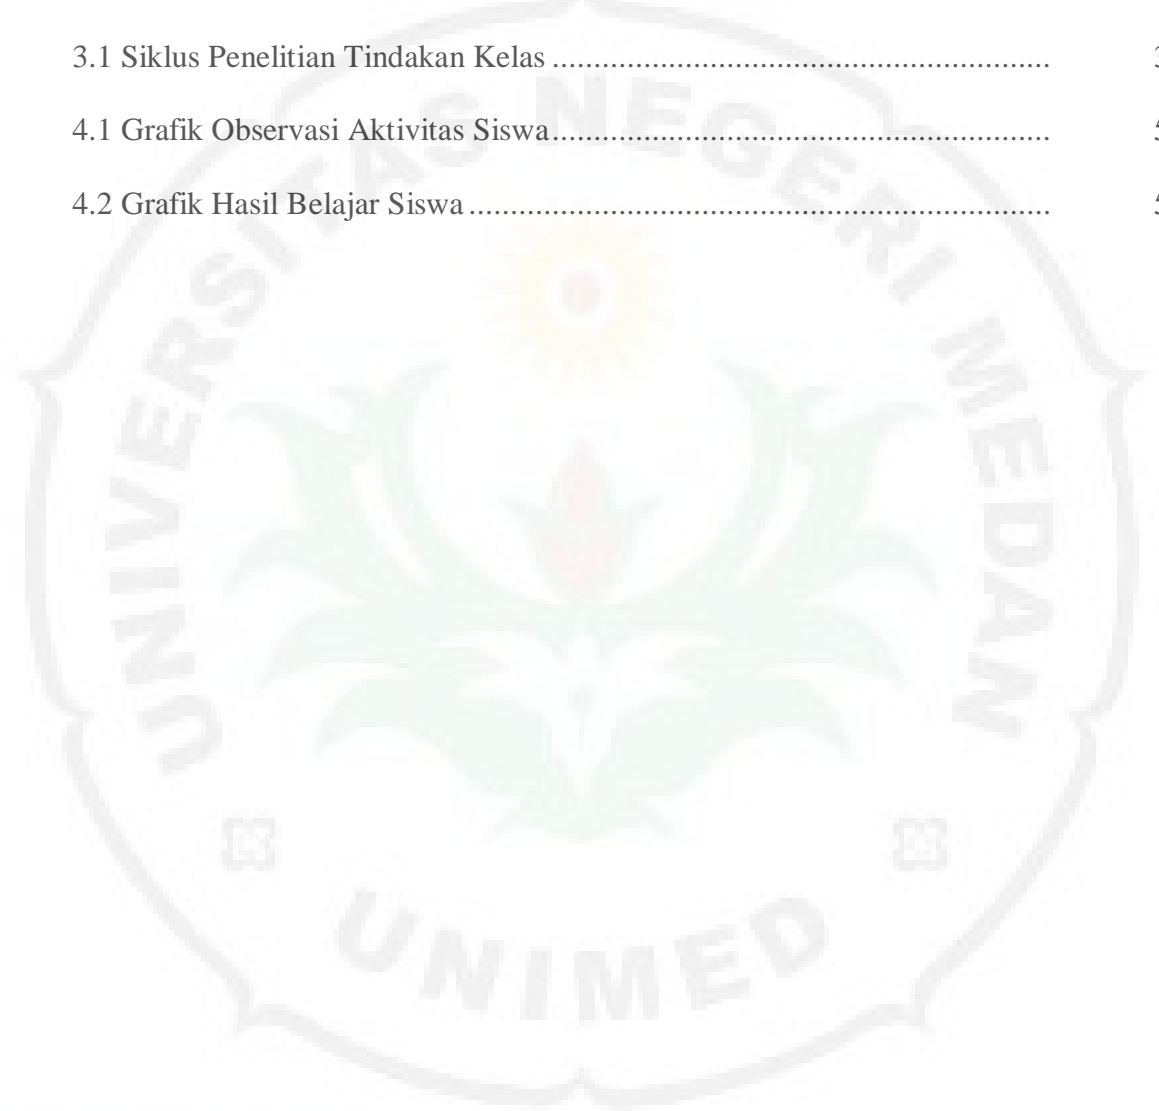 3.1 Siklus Penelitian Tindakan Kelas ............................................................
4.1 Grafik Observasi Aktivitas Siswa............................................................
4.2 Grafik Hasil Belajar Siswa ......................................................................
UNIVERSITAS NEGERI MEDAN
UNIMED